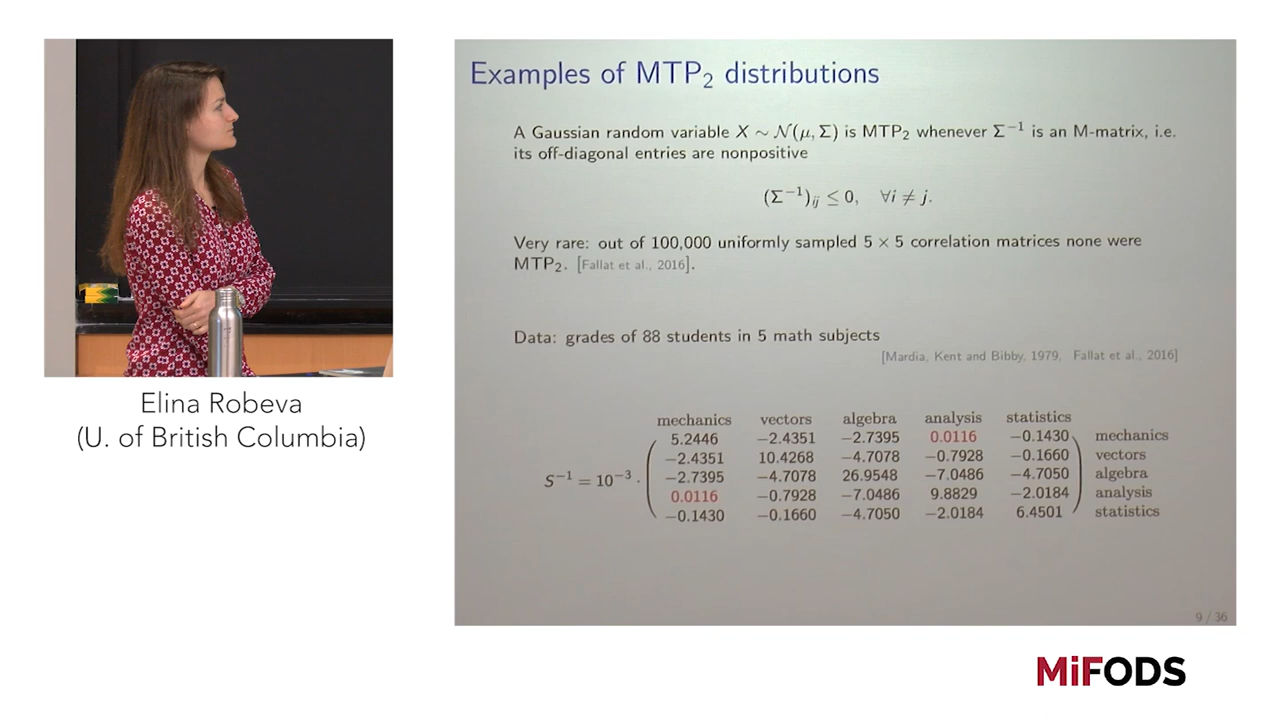 Examples of MTP₂ distributions
A Gaussian random variable X ∼ 𝒩(μ, Σ) is MTP₂ whenever Σ⁻¹ is an M-matrix, i.e.
its off-diagonal entries are nonpositive
(Σ⁻¹)ᵢⱼ ≤ 0, ∀i ≠ j.
Very rare: out of 100,000 uniformly sampled 5 × 5 correlation matrices none were
MTP₂. [Fallat et al., 2016].
Data: grades of 88 students in 5 math subjects
[Mardia, Kent and Bibby, 1979, Fallat et al., 2016]
mechanics vectors algebra analysis statistics
5.2446 −2.4351 −2.7395 0.0116 −0.1430 mechanics
−2.4351 10.4268 −4.7078 −0.7928 −0.1660 vectors
S⁻¹ = 10⁻³ · −2.7395 −4.7078 26.9548 −7.0486 −4.7050 algebra
0.0116 −0.7928 −7.0486 9.8829 −2.0184 analysis
−0.1430 −0.1660 −4.7050 −2.0184 6.4501 statistics
9 / 36
Elina Robeva
(U. of British Columbia)
MiFODS